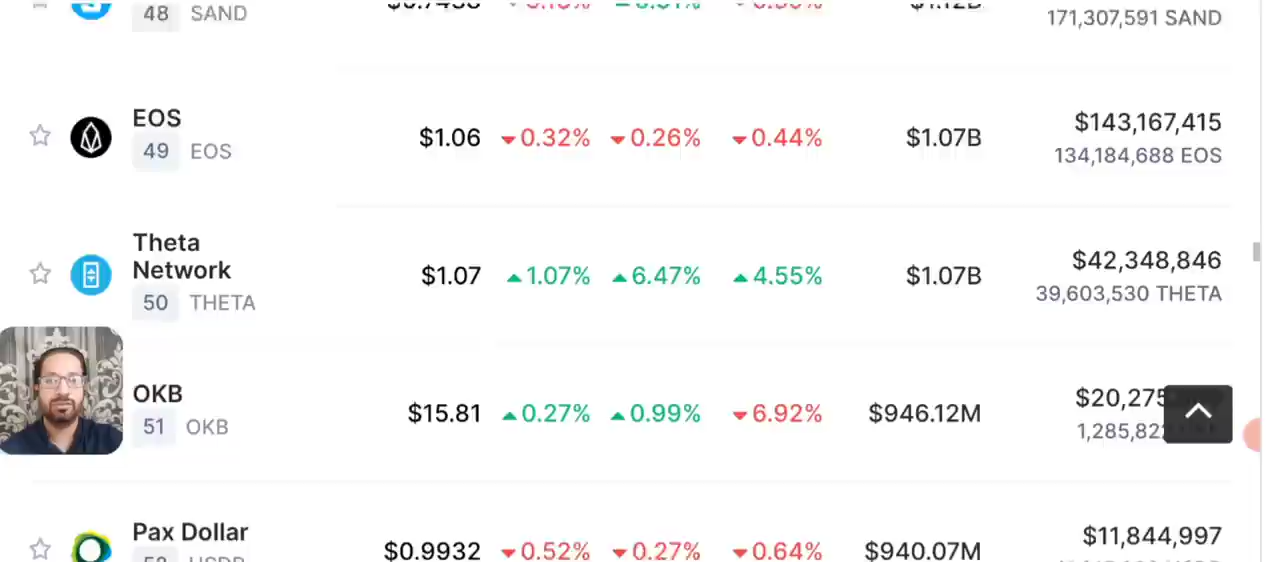 48 SAND
171,307,591 SAND
EOS
49 EOS
$1.06 0.32% 0.26% 0.44% $1.07B
$143,167,415
134,184,688 EOS
Theta
Network
50 THETA
$1.07 1.07% 6.47% 4.55% $1.07B
$42,348,846
39,603,530 THETA
OKB
51 OKB
$15.81 0.27% 0.99% 6.92% $946.12M
Pax Dollar
$0.9932 0.52% 0.27% 0.64% $940.07M
$11,844,997